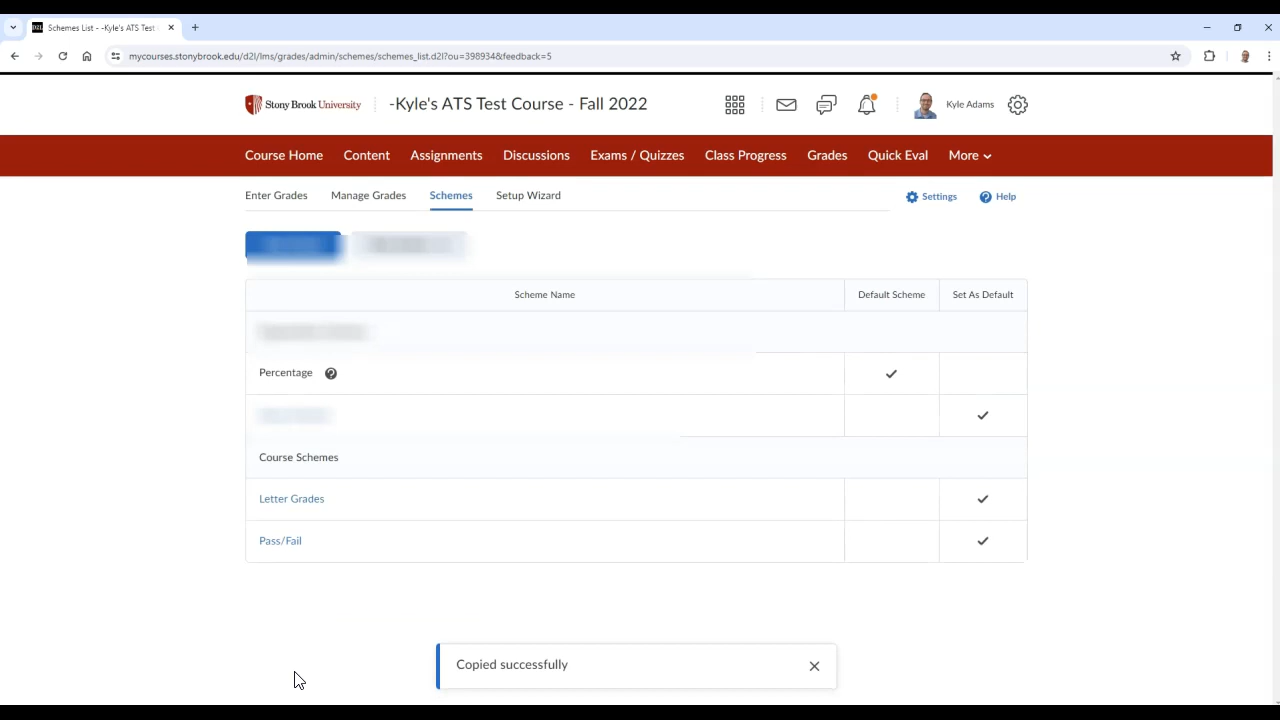 Schemes List - -Kyle's ATS Test
mycourses.stonybrook.edu/d2l/lms/grades/admin/schemes/schemes_list.d2l?ou=398934&feedback=5
Stony Brook University
-Kyle's ATS Test Course - Fall 2022
Kyle Adams
Course Home Content Assignments Discussions Exams / Quizzes Class Progress Grades Quick Eval More
Enter Grades Manage Grades Schemes Setup Wizard Settings Help
Scheme Name Default Scheme Set As Default
Percentage
Course Schemes
Letter Grades
Pass/Fail
Copied successfully